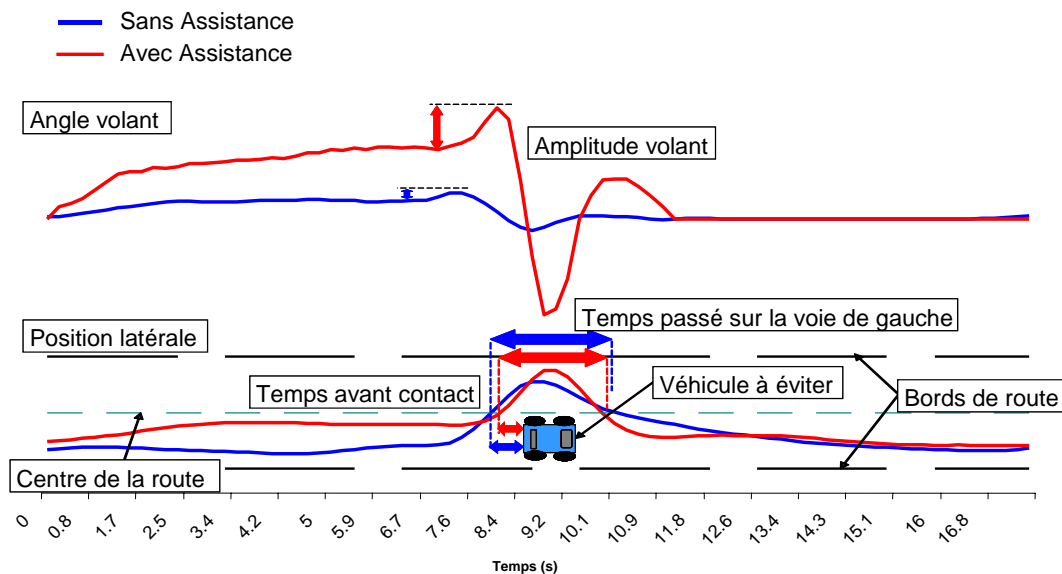 Sans Assistance
Avec Assistance
Angle volant
Amplitude volant
Temps passé sur la voie de gauche
Position latérale
Temps avant contact
Véhicule à éviter
Bords de route
Centre de la route
0 0.8 1.7 2.5 3.4 4.2 5 5.9 6.7 7.6 8.4 9.2 10.1 10.9 11.8 12.6 13.4 14.3 15.1 16 16.8
Temps (s)